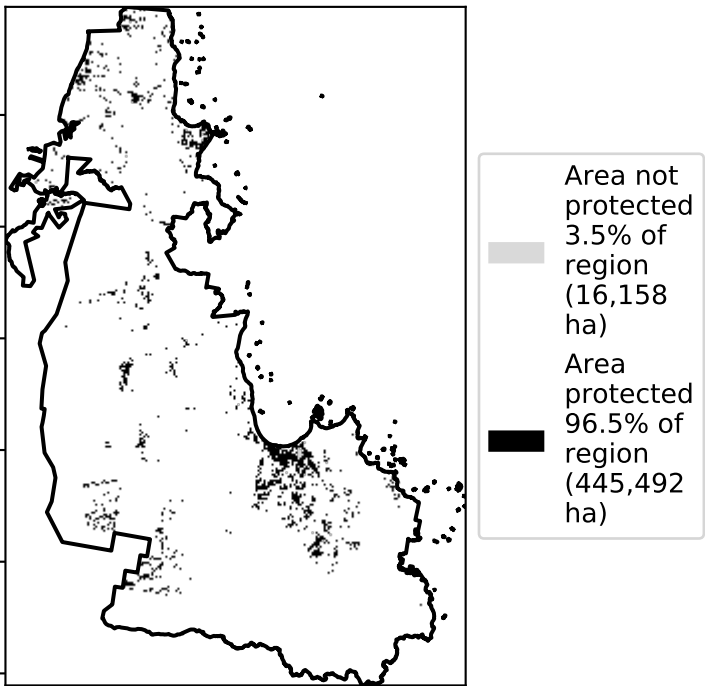 Area not
protected
3.5% of
region
(16,158
ha)
Area
protected
96.5% of
region
(445,492
ha)